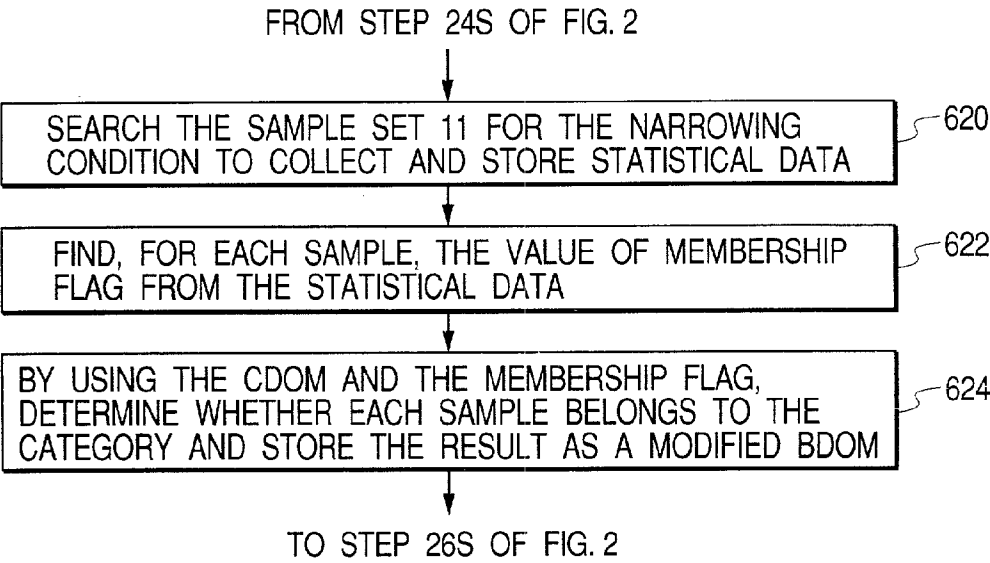 FROM STEP 24S OF FIG. 2
SEARCH THE SAMPLE SET 11 FOR THE NARROWING
CONDITION TO COLLECT AND STORE STATISTICAL DATA
620
FIND, FOR EACH SAMPLE, THE VALUE OF MEMBERSHIP
FLAG FROM THE STATISTICAL DATA
622
BY USING THE CDOM AND THE MEMBERSHIP FLAG,
DETERMINE WHETHER EACH SAMPLE BELONGS TO THE
CATEGORY AND STORE THE RESULT AS A MODIFIED BDOM
624
TO STEP 26S OF FIG. 2